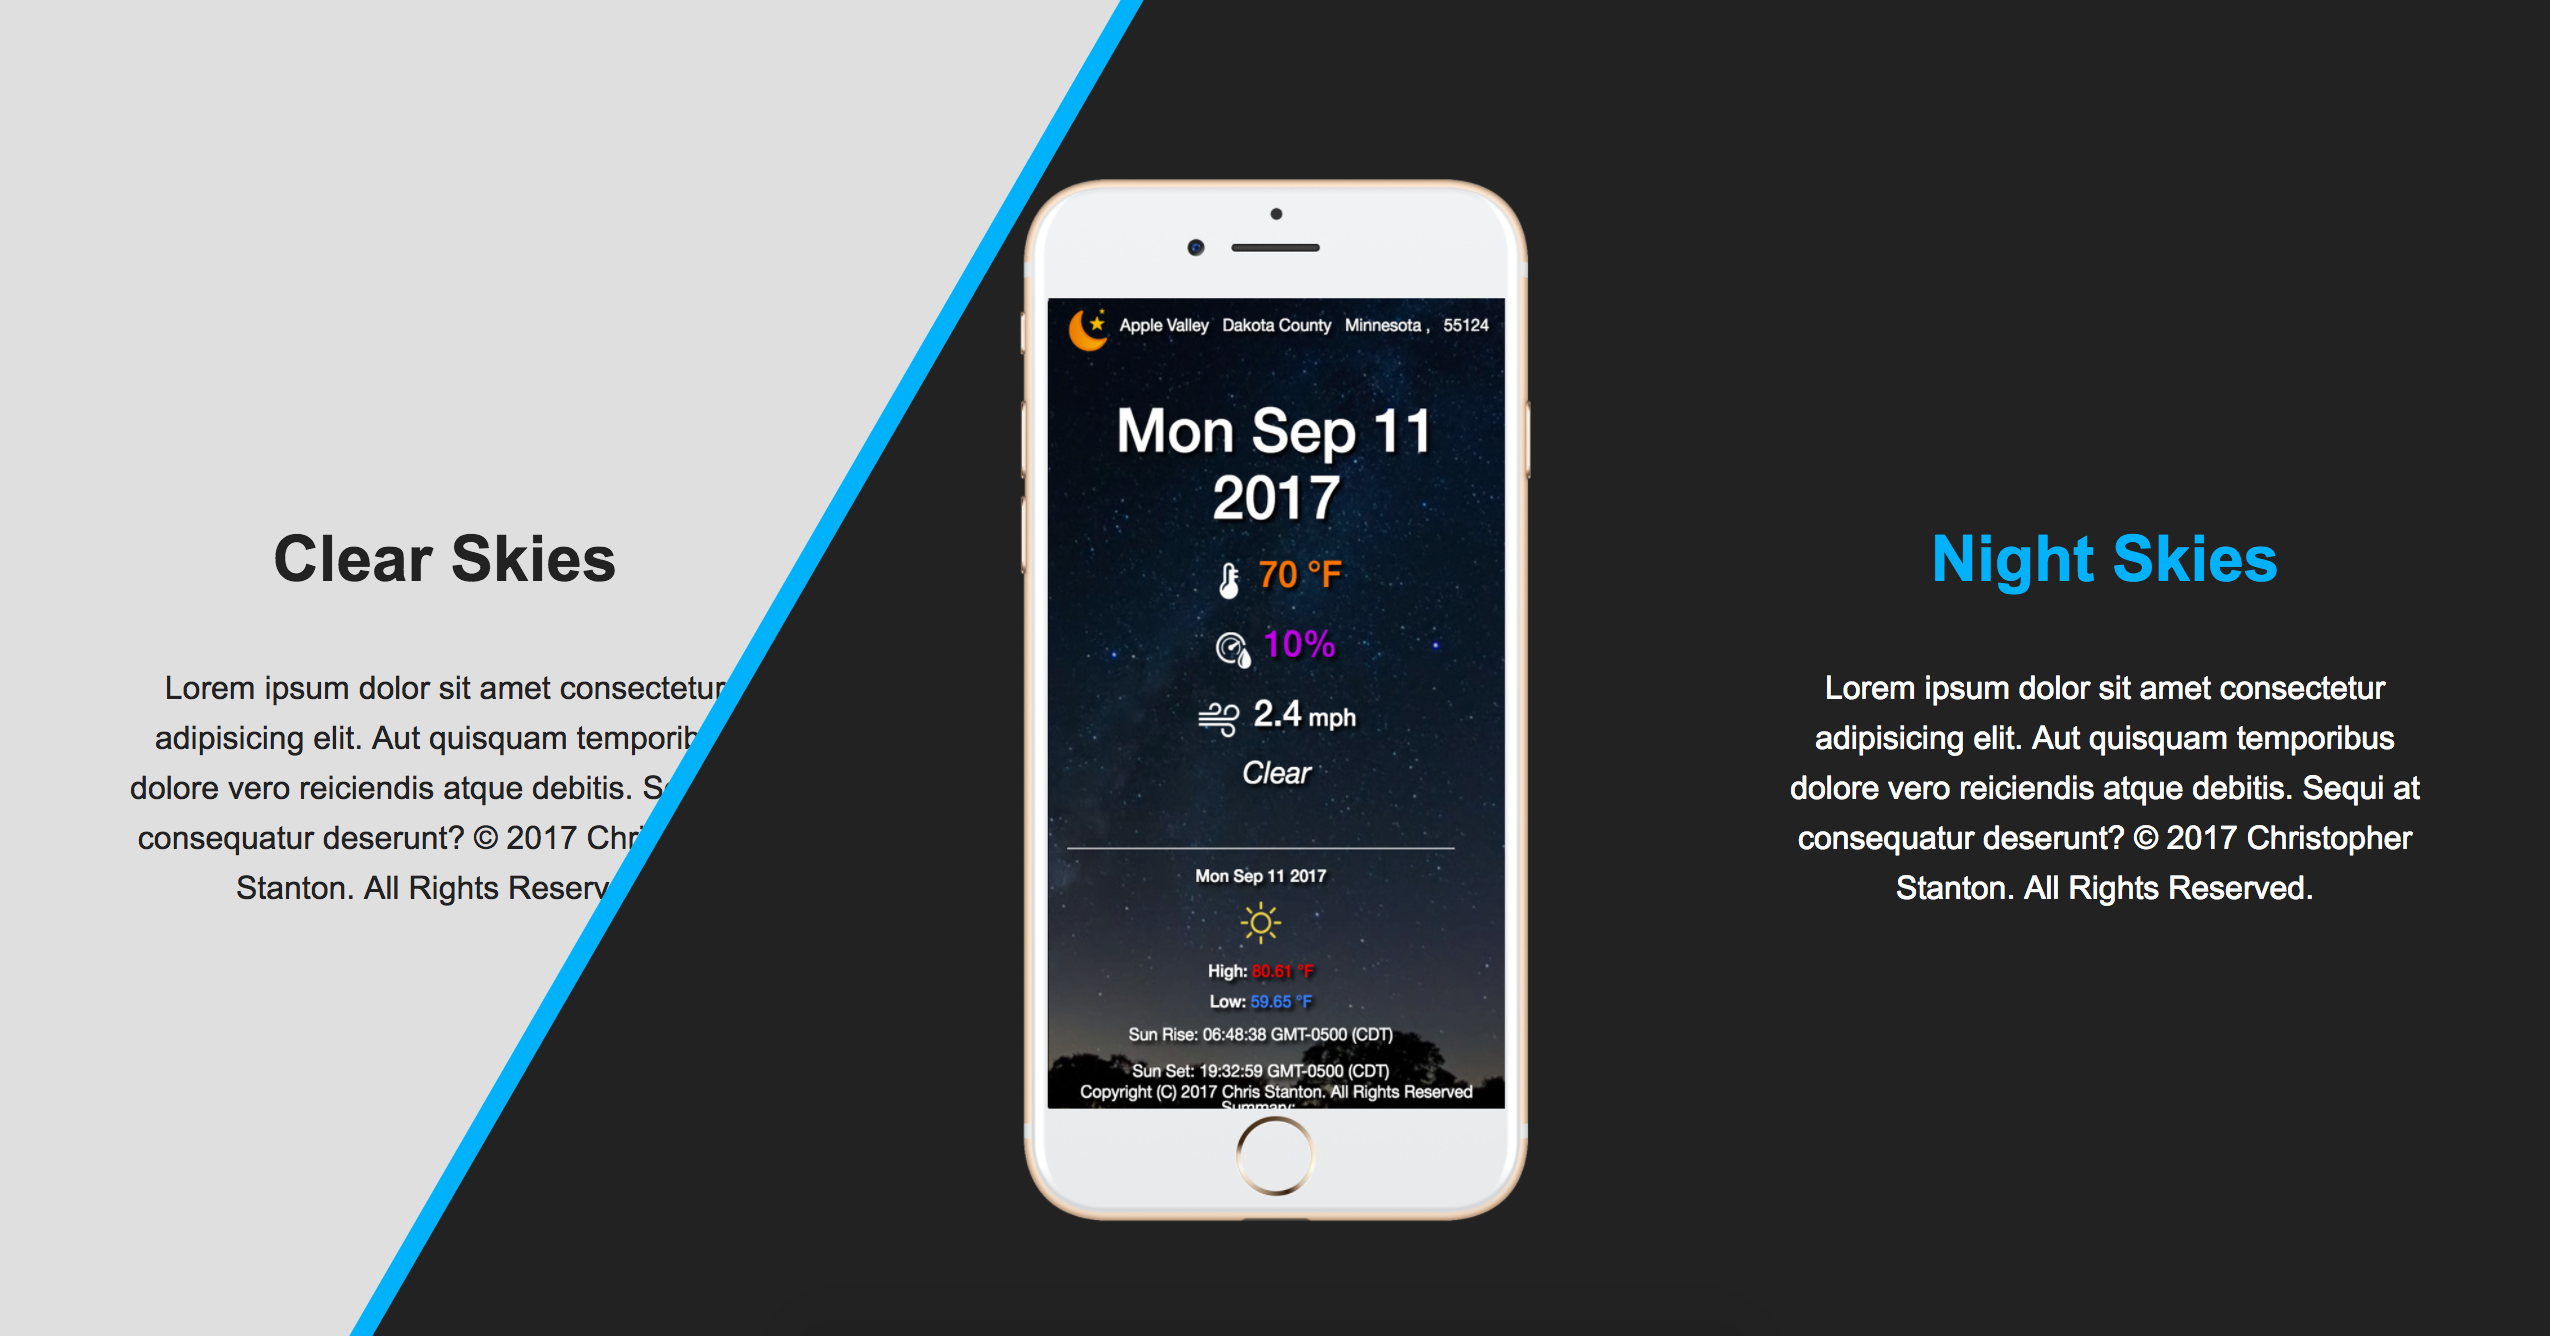 Clear Skies
Lorem ipsum dolor sit amet consectetur
adipisicing elit. Aut quisquam
dolore vero reiciendis atque debitis.
consequatur deserunt? © 2017
Stanton. All Rights
Apple Valley Dakota County Minnesota , 55124
Mon Sep 11
2017
70 °F
10%
2.4 mph
Clear
Mon Sep 11 2017
High: 80.61 °F
Low: 59.65 °F
Sun Rise: 06:48:38 GMT-0500 (CDT)
Sun Set: 19:32:59 GMT-0500 (CDT)
Copyright (C) 2017 Chris Stanton. All Rights Reserved
Summary:
Night Skies
Lorem ipsum dolor sit amet consectetur
adipisicing elit. Aut quisquam temporibus
dolore vero reiciendis atque debitis. Sequi at
consequatur deserunt? © 2017 Christopher
Stanton. All Rights Reserved.